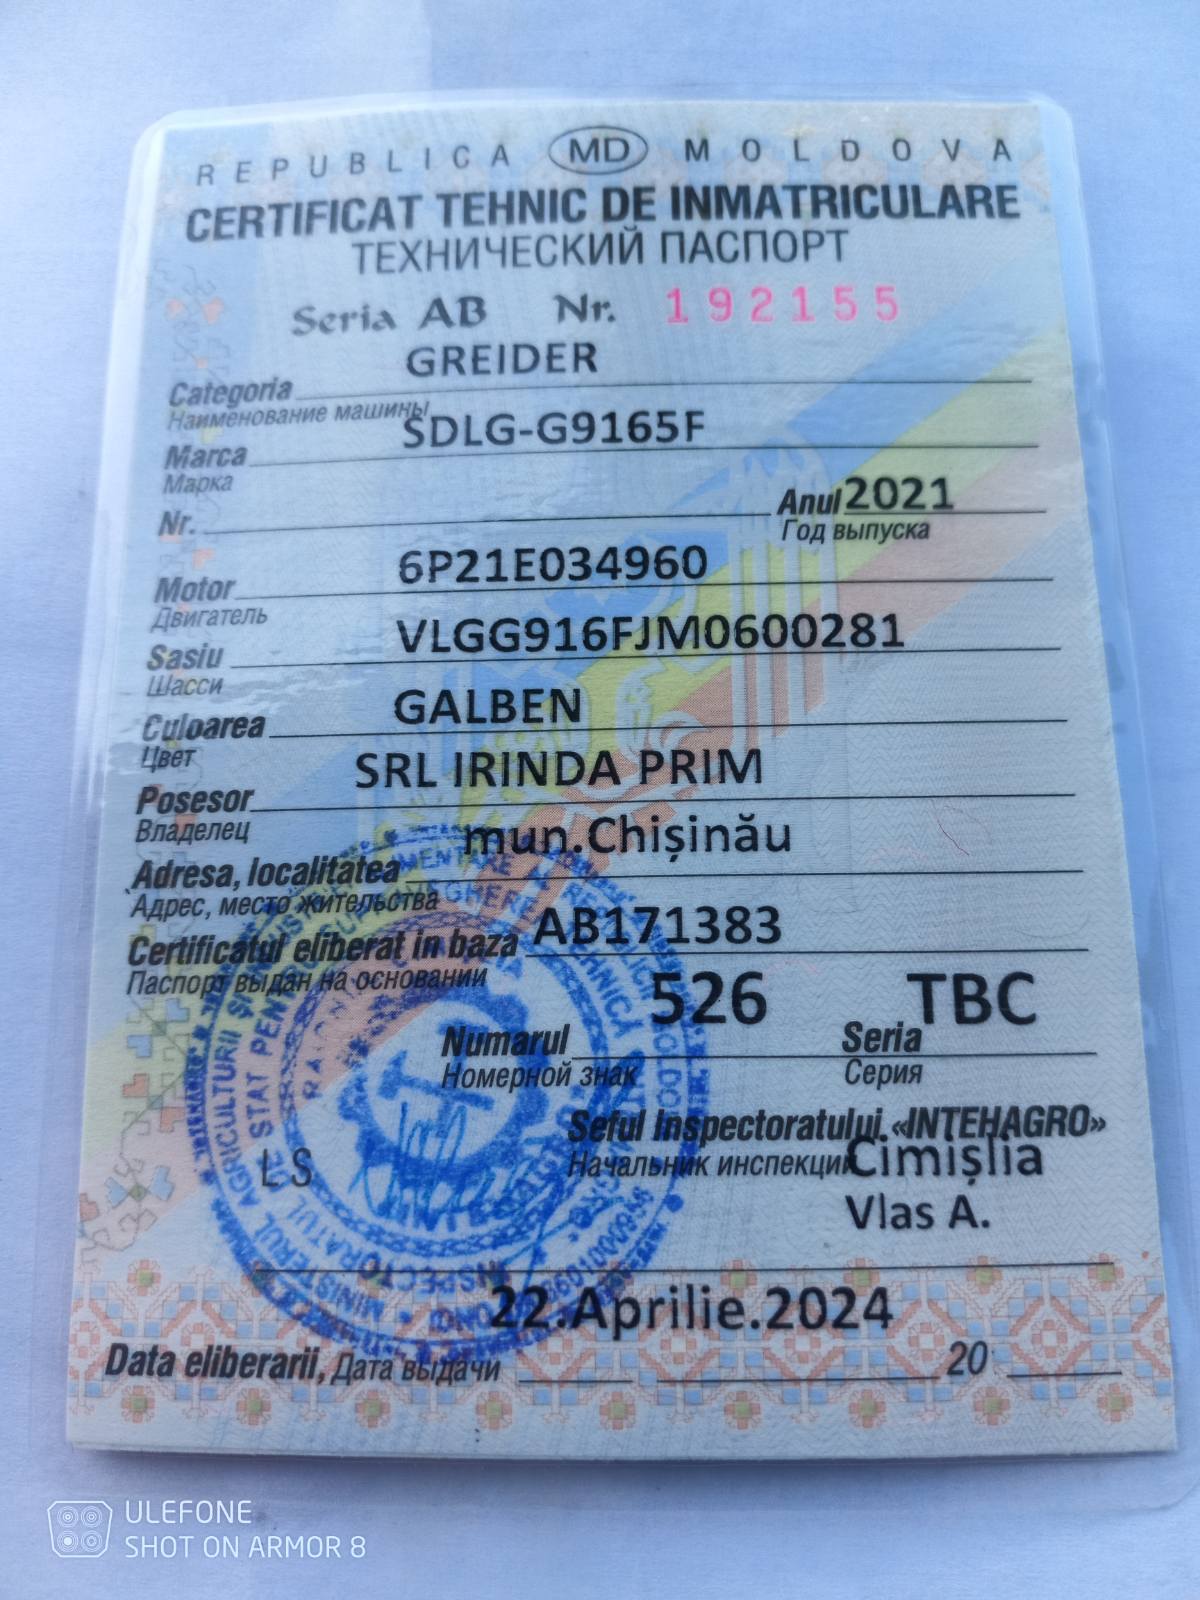 REPUBLICA MD MOLDOVA
CERTIFICAT TEHNIC DE INMATRICULARE
ТЕХНИЧЕСКИЙ ПАСПОРТ
Seria AB Nr. 192155
GREIDER
Categoria
Наименование машины
SDLG-G9165F
Marca
Марка
Nr. Anul 2021
Год выпуска
6P21E034960
Motor
Двигатель
VLGG916FJM0600281
Sasiu
Шасси
GALBEN
Culoarea
Цвет
SRL IRINDA PRIM
Posesor
Владелец
mun.Chișinău
Adresa, localitatea
Адрес, место жительства
AB171383
Certificatul eliberat in baza
Паспорт выдан на основании
526 TBC
Numarul Seria
Номерной знак Серия
Seful Inspectoratului «INTEHAGRO»
Начальник инспекции Cimișlia
LS
Vlas A.
22.Aprilie.2024
Data eliberarii, Дата выдачи 20
ULEFONE
SHOT ON ARMOR 8